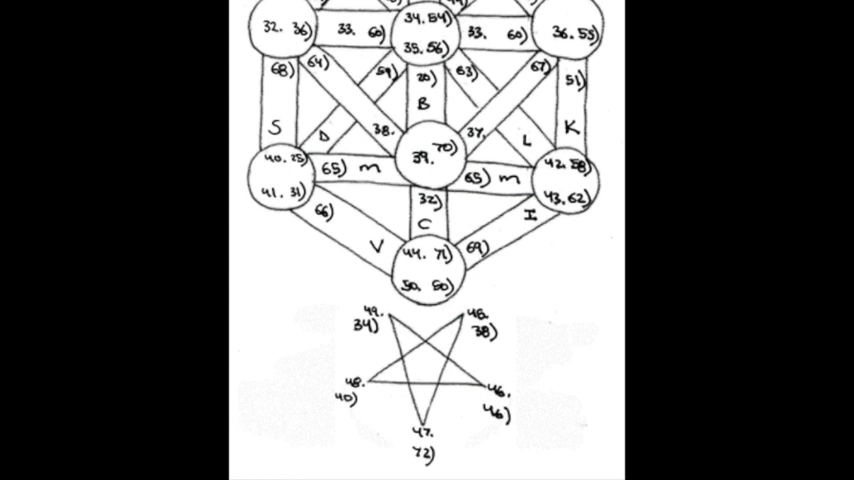 34. 54)
32. 36) 33. 60) 33. 60) 36. 55)
35. 56)
68) 64) 59) 20) 63) 67) 51)
B
S D 38. 37. L K
39. 70)
40. 25) 65) m 65) m 42. 58)
41. 31) 32) 43. 62)
66) C I
V 44. 71) 69)
50. 50)
49. 45.
34) 38)
48. 46.
40) 46)
47.
72)